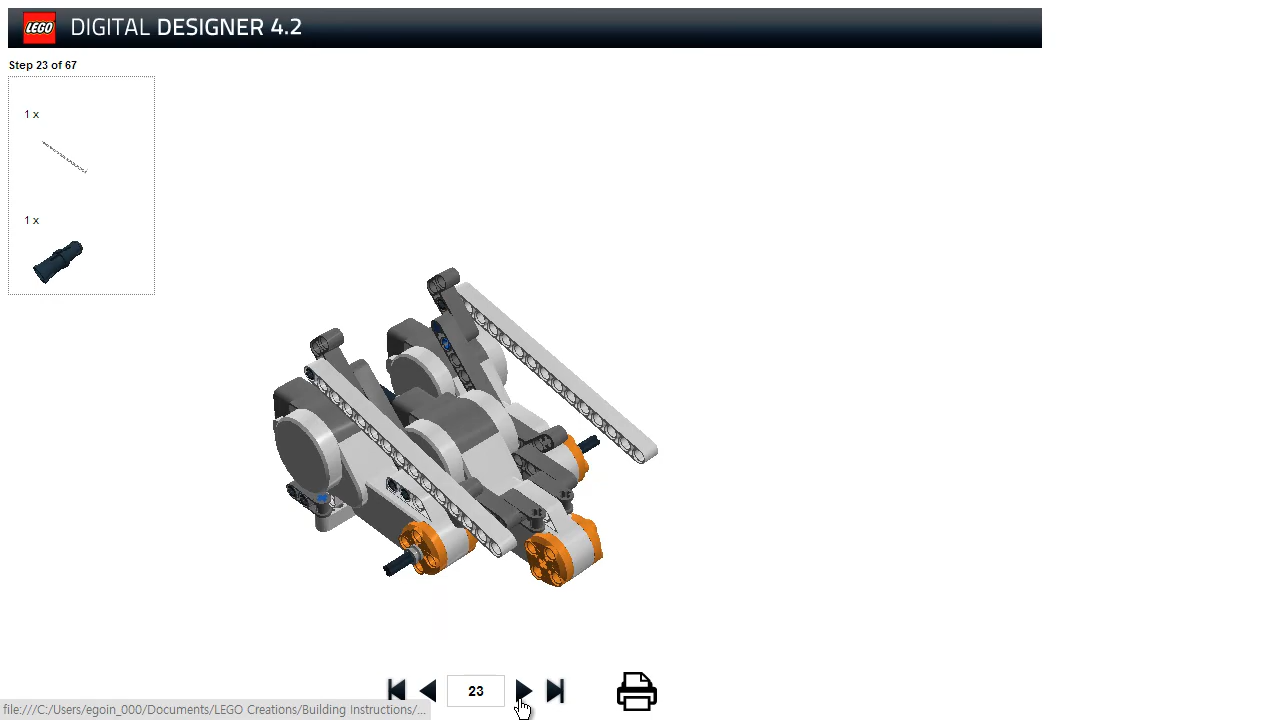 LEGO DIGITAL DESIGNER 4.2
Step 23 of 67
1 x
1 x
23
file:///C:/Users/egoin_000/Documents/LEGO Creations/Building Instructions/...